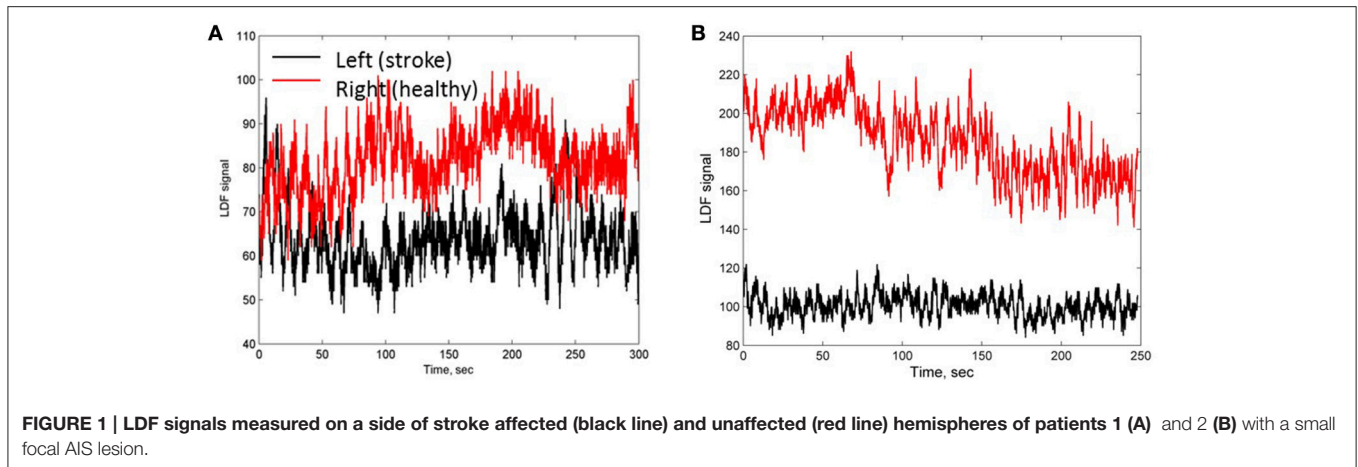 A
110
100
90
80
70
60
50
40
LDF signal
Left (stroke)
Right (healthy)
0 50 100 150 200 250 300
Time, sec
B
240
220
200
180
160
140
120
100
80
LDF signal
0 50 100 150 200 250
Time, sec
FIGURE 1 | LDF signals measured on a side of stroke affected (black line) and unaffected (red line) hemispheres of patients 1 (A) and 2 (B) with a small
focal AIS lesion.